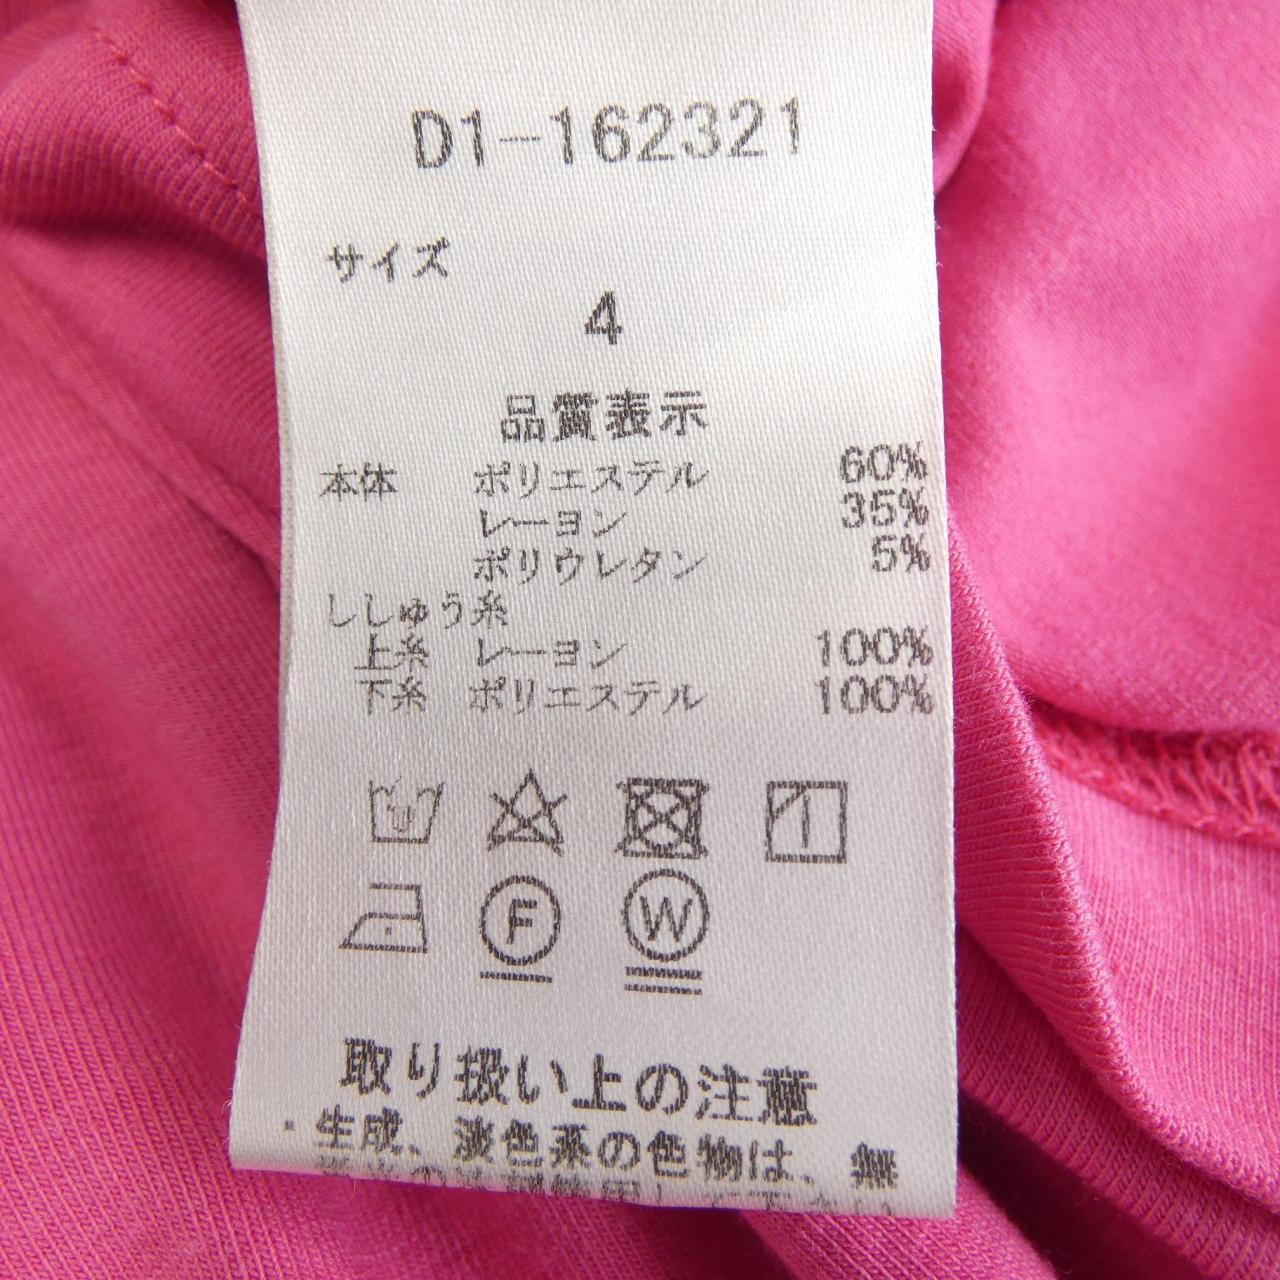 D1-162321
サイズ
4
品質表示
本体 ポリエステル 60%
レーヨン 35%
ポリウレタン 5%
ししゅう糸
上糸 レーヨン 100%
下糸 ポリエステル 100%
F W
取り扱い上の注意
・生成、淡色系の色物は、無